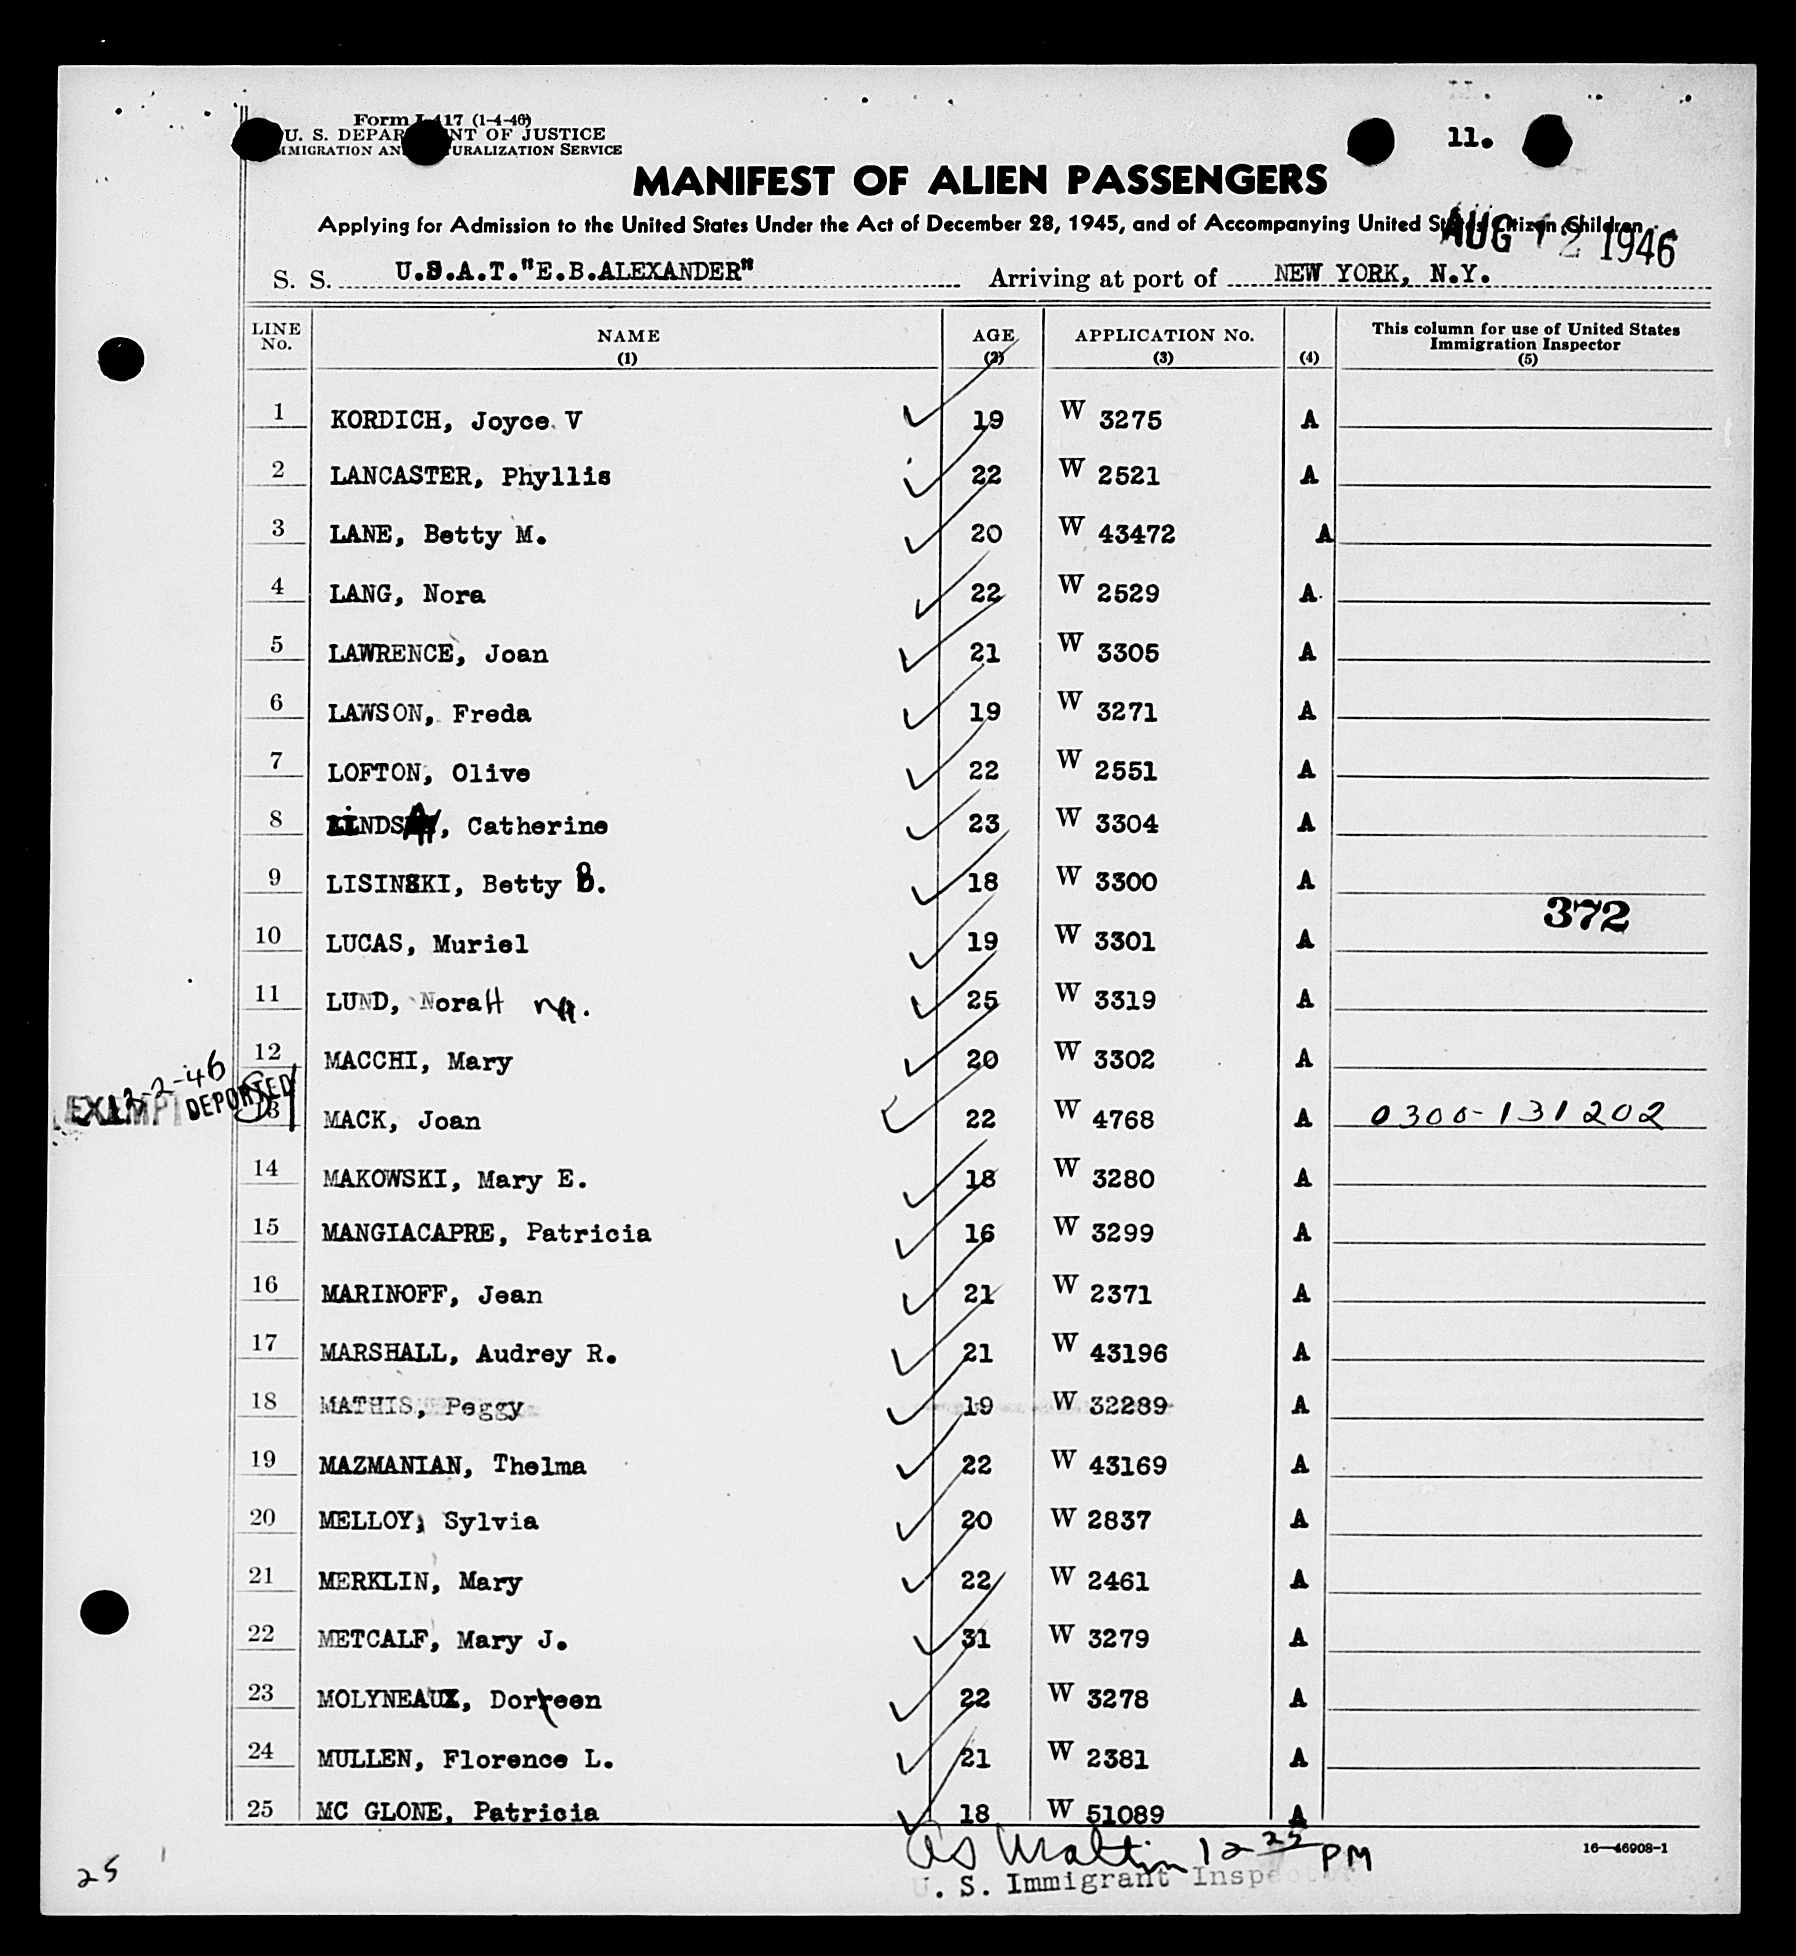 Form I-417 (1-4-46)
U. S. DEPARTMENT OF JUSTICE
IMMIGRATION AND NATURALIZATION SERVICE
11.
MANIFEST OF ALIEN PASSENGERS
Applying for Admission to the United States Under the Act of December 28, 1945, and of Accompanying United States Citizen Children
AUG 12 1946
S. S. U.S.A.T."E.B.ALEXANDER" Arriving at port of NEW YORK, N.Y.
LINE No. NAME (1) AGE (2) APPLICATION No. (3) (4) This column for use of United States Immigration Inspector (5)
1 KORDICH, Joyce V 19 W 3275 A
2 LANCASTER, Phyllis 22 W 2521 A
3 LANE, Betty M. 20 W 43472 A
4 LANG, Nora 22 W 2529 A
5 LAWRENCE, Joan 21 W 3305 A
6 LAWSON, Freda 19 W 3271 A
7 LOFTON, Olive 22 W 2551 A
8 LINDSAY, Catherine 23 W 3304 A
9 LISINSKI, Betty B. 18 W 3300 A
372
10 LUCAS, Muriel 19 W 3301 A
11 LUND, NoraH M. 25 W 3319 A
12 MACCHI, Mary 20 W 3302 A
EXEMPT 12-2-46 DEPORTED
13 MACK, Joan 22 W 4768 A 0300-131202
14 MAKOWSKI, Mary E. 18 W 3280 A
15 MANGIACAPRE, Patricia 16 W 3299 A
16 MARINOFF, Jean 21 W 2371 A
17 MARSHALL, Audrey R. 21 W 43196 A
18 MATHIS, Peggy 19 W 32289 A
19 MAZMANIAN, Thelma 22 W 43169 A
20 MELLOY, Sylvia 20 W 2837 A
21 MERKLIN, Mary 22 W 2461 A
22 METCALF, Mary J. 31 W 3279 A
23 MOLYNEAUX, Dorreen 22 W 3278 A
24 MULLEN, Florence L. 21 W 2381 A
25 MC GLONE, Patricia 18 W 51089 A
12 25 PM
U. S. Immigrant Inspector
16—46908-1
25